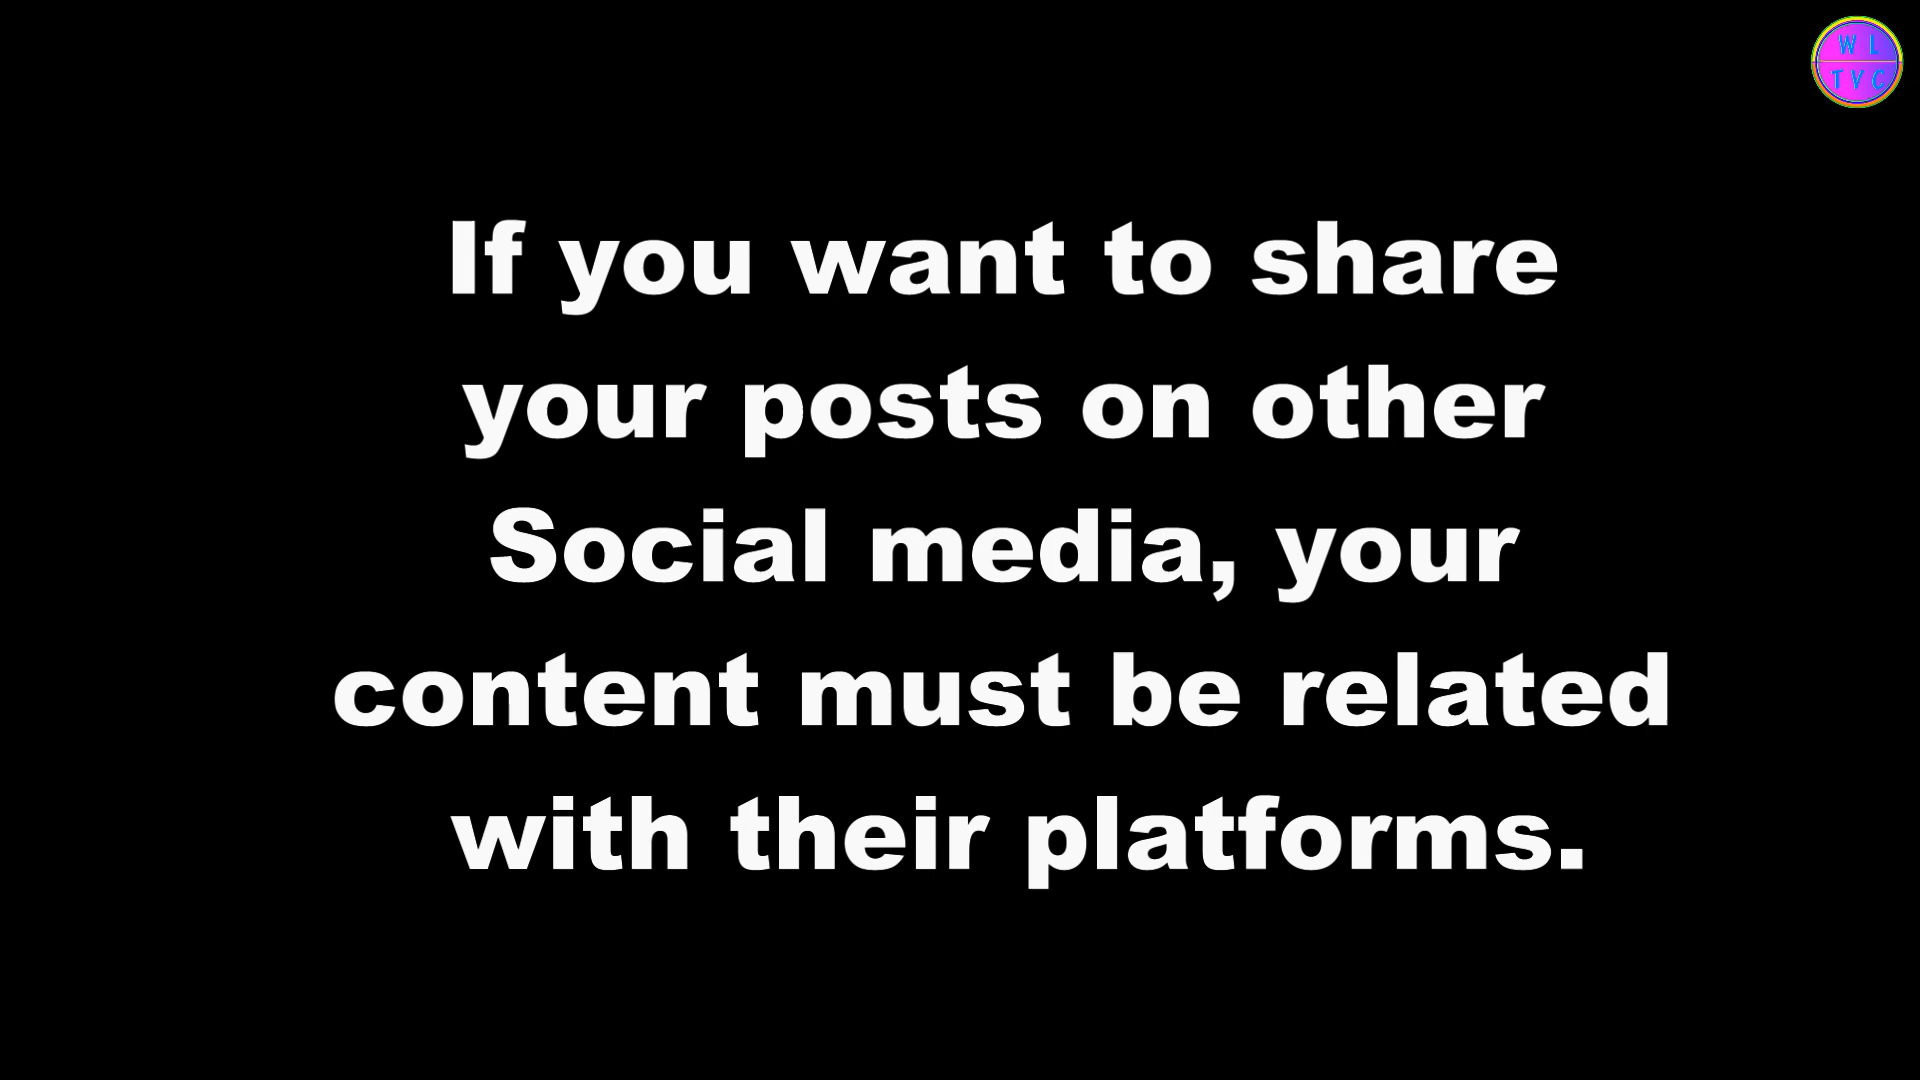 W L
T V C
If you want to share
your posts on other
Social media, your
content must be related
with their platforms.